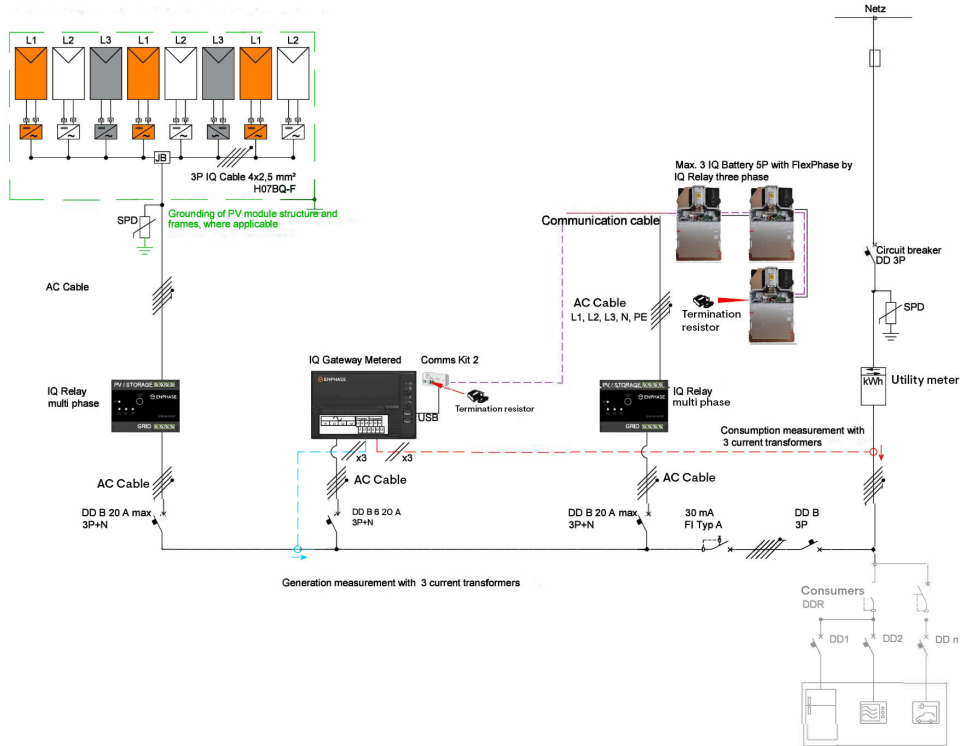 Netz
L1
L2
L3
L1
L2
L3
L1
L2
JB
3P IQ Cable 4x2,5 mm²
H07BQ-F
SPD
Grounding of PV module structure and
frames, where applicable
Max. 3 IQ Battery 5P with FlexPhase by
IQ Relay three phase
Communication cable
Circuit breaker
DD 3P
AC Cable
AC Cable
L1, L2, L3, N, PE
Termination
resistor
SPD
IQ Gateway Metered
Comms Kit 2
Utility meter
kWh
IQ Relay
multi phase
PV / STORAGE
ENPHASE
GRID
ENPHASE
USB
Termination resistor
PV / STORAGE
ENPHASE
GRID
IQ Relay
multi phase
Consumption measurement with
3 current transformers
x3
x3
AC Cable
AC Cable
AC Cable
DD B 20 A max
3P+N
DD B 6 20 A
3P+N
DD B 20 A max
3P+N
30 mA
FI Typ A
DD B
3P
Generation measurement with 3 current transformers
Consumers
DDR
DD1
DD2
DD n